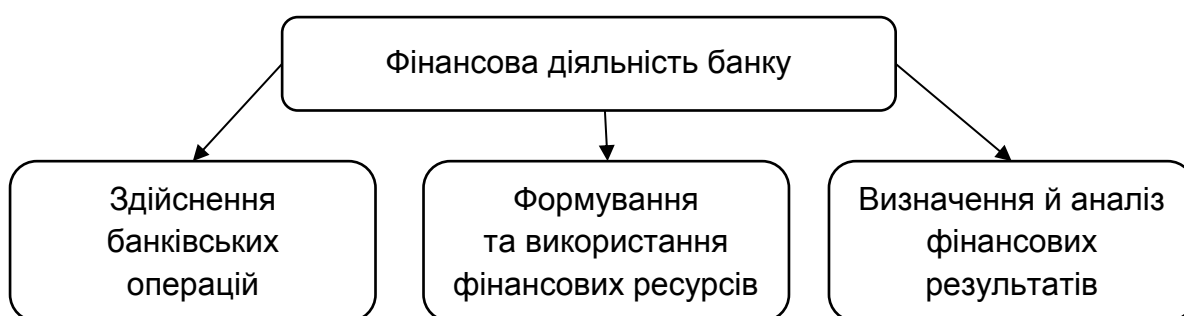 Фінансова діяльність банку
Здійснення
банківських
операцій
Формування
та використання
фінансових ресурсів
Визначення й аналіз
фінансових
результатів